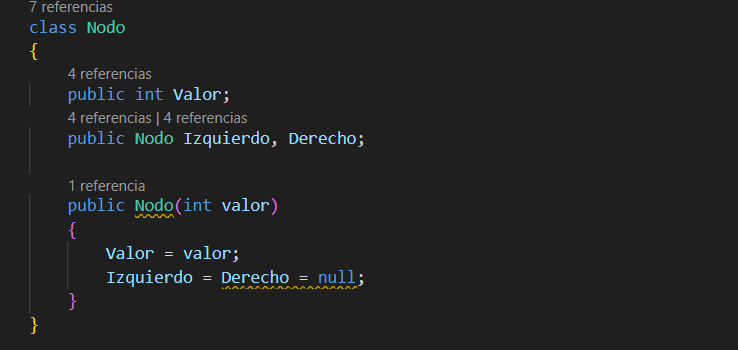 7 referencias
class Nodo
{
4 referencias
public int Valor;
4 referencias | 4 referencias
public Nodo Izquierdo, Derecho;
1 referencia
public Nodo(int valor)
{
Valor = valor;
Izquierdo = Derecho = null;
}
}